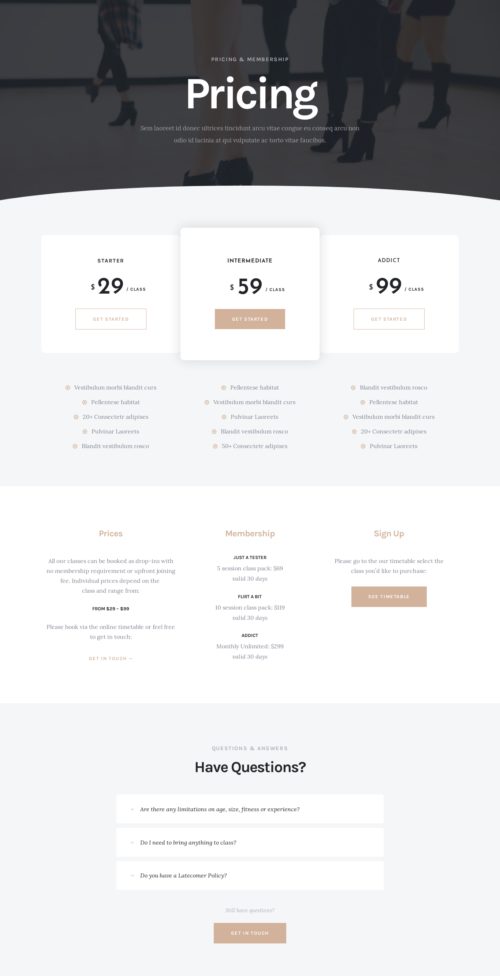 PRICING & MEMBERSHIP
Pricing
Sem laoreet id donec ultrices tincidunt arcu vitae congue eu conseq arcu non
odio id lacinia at qui vulputate ac torto vitae faucibus.
STARTER
$ 29 / CLASS
GET STARTED
INTERMEDIATE
$ 59 / CLASS
GET STARTED
ADDICT
$ 99 / CLASS
GET STARTED
Vestibulum morbi blandit curs
Pellentese habitat
20+ Consectetr adipises
Pulvinar Laoreets
Blandit vestibulum rosco
Pellentese habitat
Vestibulum morbi blandit curs
Pulvinar Laoreets
Blandit vestibulum rosco
50+ Consectetr adipises
Blandit vestibulum rosco
Pellentese habitat
Vestibulum morbi blandit curs
20+ Consectetr adipises
Pulvinar Laoreets
Prices
All our classes can be booked as drop-ins with
no membership requirement or upfront joining
fee. Individual prices depend on the
class and range from:
FROM $29 - $99
Please book via the online timetable or feel free
to get in touch:
GET IN TOUCH →
Membership
JUST A TESTER
5 session class pack: $69
valid 30 days
FLIRT A BIT
10 session class pack: $119
valid 30 days
ADDICT
Monthly Unlimited: $299
valid 30 days
Sign Up
Please go to the our timetable select the
class you'd like to purchase:
SEE TIMETABLE
QUESTIONS & ANSWERS
Have Questions?
Are there any limitations on age, size, fitness or experience?
Do I need to bring anything to class?
Do you have a Latecomer Policy?
Still have questions?
GET IN TOUCH